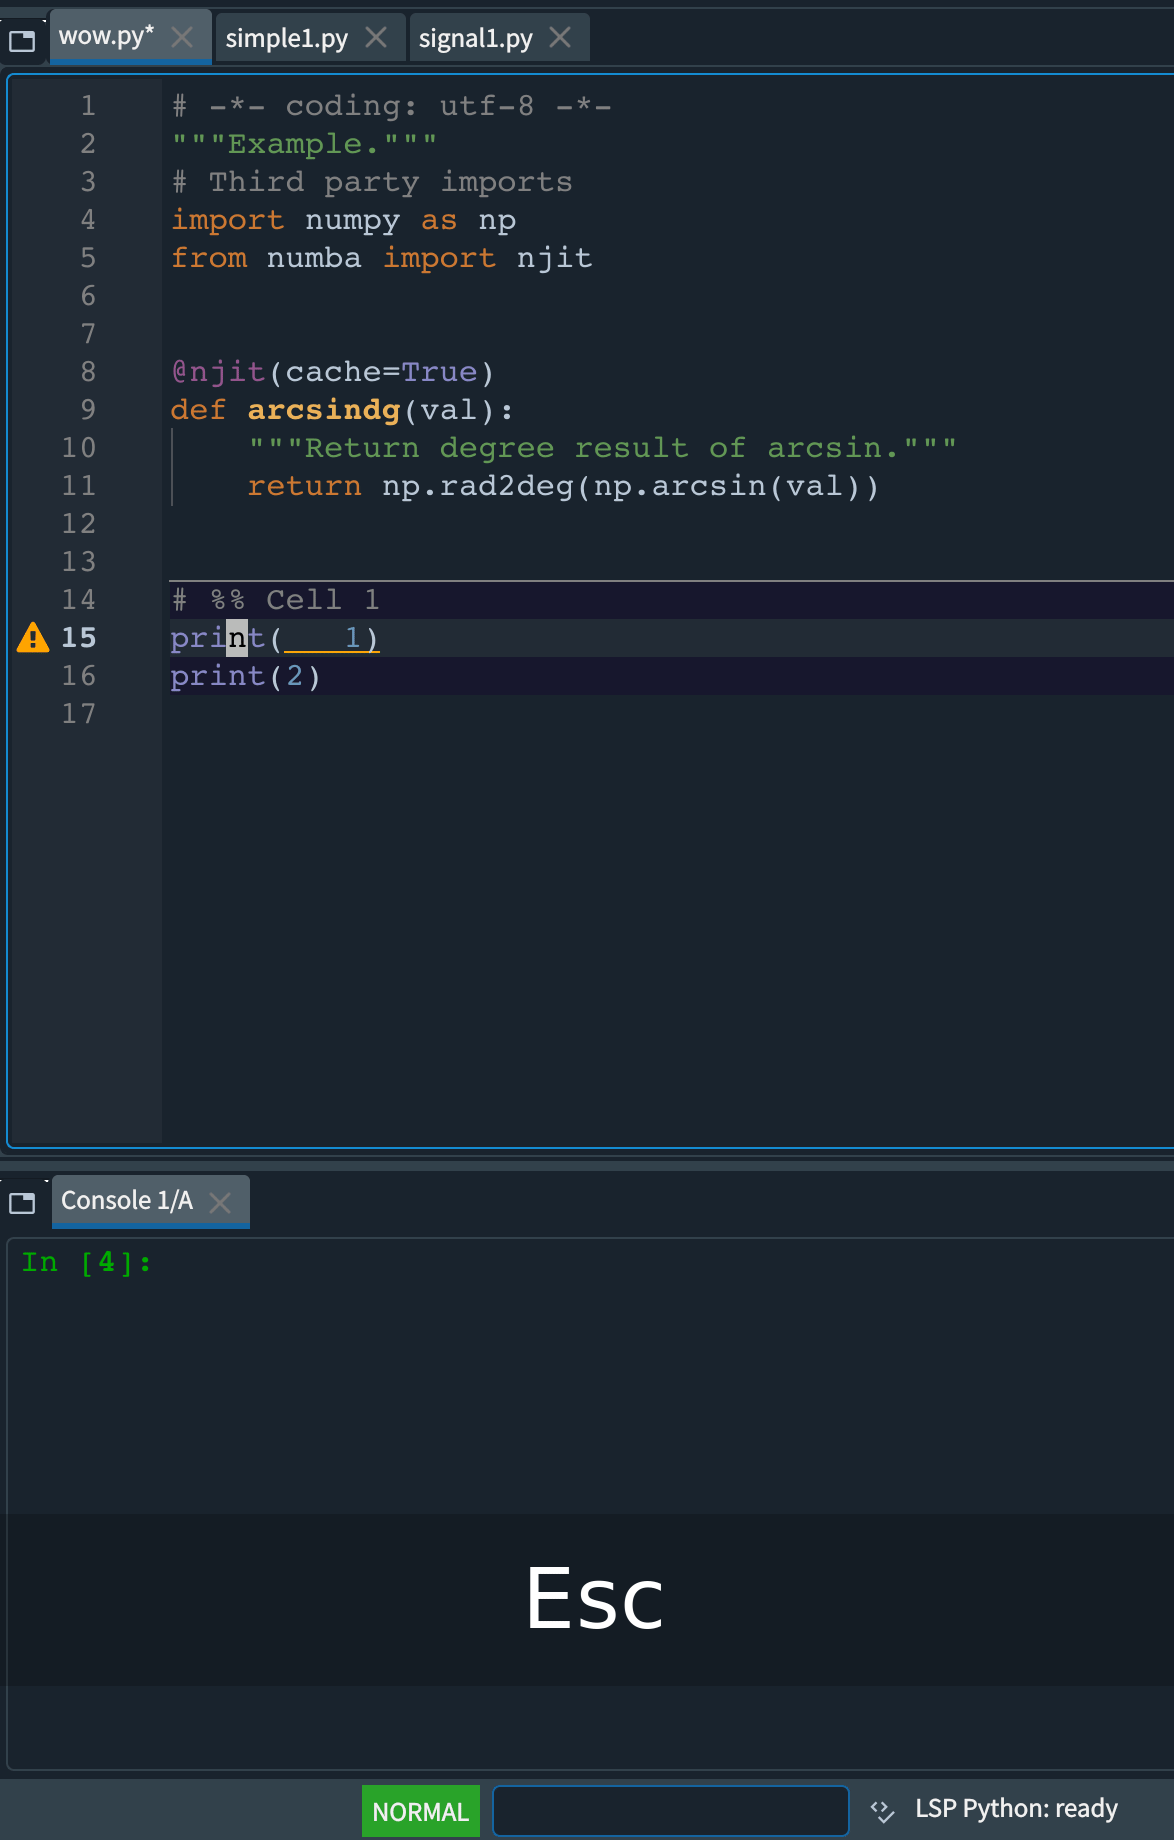 wow.py* simple1.py signal1.py
1 # -*- coding: utf-8 -*-
2 """Example."""
3 # Third party imports
4 import numpy as np
5 from numba import njit
6
7
8 @njit(cache=True)
9 def arcsindg(val):
10     """Return degree result of arcsin."""
11     return np.rad2deg(np.arcsin(val))
12
13
14 # %% Cell 1
15 print(   1)
16 print(2)
17
Console 1/A
In [4]:
Esc
NORMAL LSP Python: ready